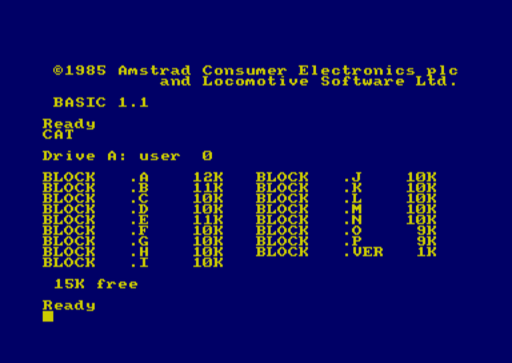 ©1985 Amstrad Consumer Electronics plc
and Locomotive Software Ltd.
BASIC 1.1
Ready
CAT
Drive A: user 0
BLOCK .A 12K BLOCK .J 10K
BLOCK .B 11K BLOCK .K 10K
BLOCK .C 10K BLOCK .L 10K
BLOCK .D 10K BLOCK .M 10K
BLOCK .E 11K BLOCK .N 10K
BLOCK .F 10K BLOCK .O 9K
BLOCK .G 10K BLOCK .P 9K
BLOCK .H 10K BLOCK .VER 1K
BLOCK .I 10K
15K free
Ready